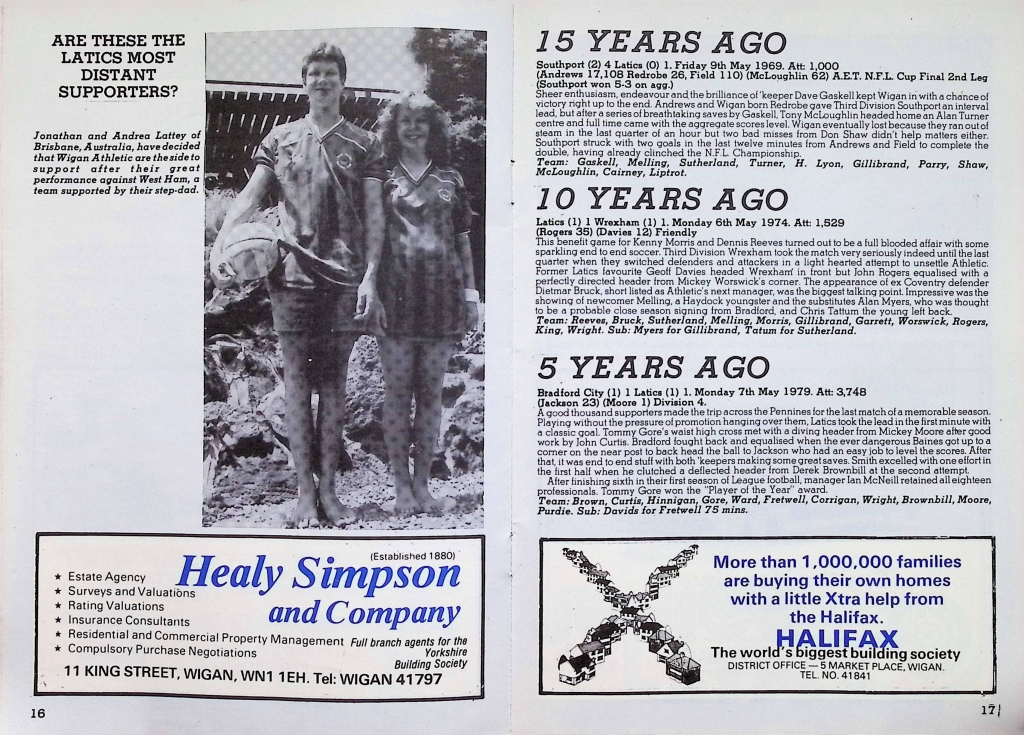 ARE THESE THE
LATICS MOST
DISTANT
SUPPORTERS?
Jonathan and Andrea Lattey of
Brisbane, Australia, have decided
that Wigan Athletic are the side to
support after their great
performance against West Ham, a
team supported by their step-dad.
(Established 1880)
Healy Simpson
and Company
★ Estate Agency
★ Surveys and Valuations
★ Rating Valuations
★ Insurance Consultants
★ Residential and Commercial Property Management
★ Compulsory Purchase Negotiations
Full branch agents for the
Yorkshire
Building Society
11 KING STREET, WIGAN, WN1 1EH. Tel: WIGAN 41797
16
15 YEARS AGO
Southport (2) 4 Latics (0) 1. Friday 9th May 1969. Att: 1,000
(Andrews 17,108 Redrobe 26, Field 110) (McLoughlin 62) A.E.T. N.F.L. Cup Final 2nd Leg
(Southport won 5-3 on agg.)
Sheer enthusiasm, endeavour and the brilliance of 'keeper Dave Gaskell kept Wigan in with a chance of
victory right up to the end. Andrews and Wigan born Redrobe gave Third Division Southport an interval
lead, but after a series of breathtaking saves by Gaskell, Tony McLoughlin headed home an Alan Turner
centre and full time came with the aggregate scores level. Wigan eventually lost because they ran out of
steam in the last quarter of an hour but two bad misses from Don Shaw didn't help matters either.
Southport struck with two goals in the last twelve minutes from Andrews and Field to complete the
double, having already clinched the N.F.L. Championship.
Team: Gaskell, Melling, Sutherland, Turner, H. Lyon, Gillibrand, Parry, Shaw,
McLoughlin, Cairney, Liptrot.
10 YEARS AGO
Latics (1) 1 Wrexham (1) 1. Monday 6th May 1974. Att: 1,529
(Rogers 35) (Davies 12) Friendly
This benefit game for Kenny Morris and Dennis Reeves turned out to be a full blooded affair with some
sparkling end to end soccer. Third Division Wrexham took the match very seriously indeed until the last
quarter when they switched defenders and attackers in a light hearted attempt to unsettle Athletic.
Former Latics favourite Geoff Davies headed Wrexham in front but John Rogers equalised with a
perfectly directed header from Mickey Worswick's corner. The appearance of ex Coventry defender
Dietmar Bruck, short listed as Athletic's next manager, was the biggest talking point. Impressive was the
showing of newcomer Melling, a Haydock youngster and the substitutes Alan Myers, who was thought
to be a probable close season signing from Bradford, and Chris Tattum the young left back.
Team: Reeves, Bruck, Sutherland, Melling, Morris, Gillibrand, Garrett, Worswick, Rogers,
King, Wright. Sub: Myers for Gillibrand, Tatum for Sutherland.
5 YEARS AGO
Bradford City (1) 1 Latics (1) 1. Monday 7th May 1979. Att: 3,748
(Jackson 23) (Moore 1) Division 4.
A good thousand supporters made the trip across the Pennines for the last match of a memorable season.
Playing without the pressure of promotion hanging over them, Latics took the lead in the first minute with
a classic goal. Tommy Gore's waist high cross met with a diving header from Mickey Moore after good
work by John Curtis. Bradford fought back and equalised when the ever dangerous Baines got up to a
corner on the near post to back head the ball to Jackson who had an easy job to level the scores. After
that, it was end to end stuff with both 'keepers making some great saves. Smith excelled with one effort in
the first half when he clutched a deflected header from Derek Brownbill at the second attempt.
After finishing sixth in their first season of League football, manager Ian McNeill retained all eighteen
professionals. Tommy Gore won the "Player of the Year" award.
Team: Brown, Curtis, Hinnigan, Gore, Ward, Fretwell, Corrigan, Wright, Brownbill, Moore,
Purdie. Sub: Davids for Fretwell 75 mins.
More than 1,000,000 families
are buying their own homes
with a little Xtra help from
the Halifax.
HALIFAX
The world's biggest building society
DISTRICT OFFICE — 5 MARKET PLACE, WIGAN.
TEL. NO. 41841
17